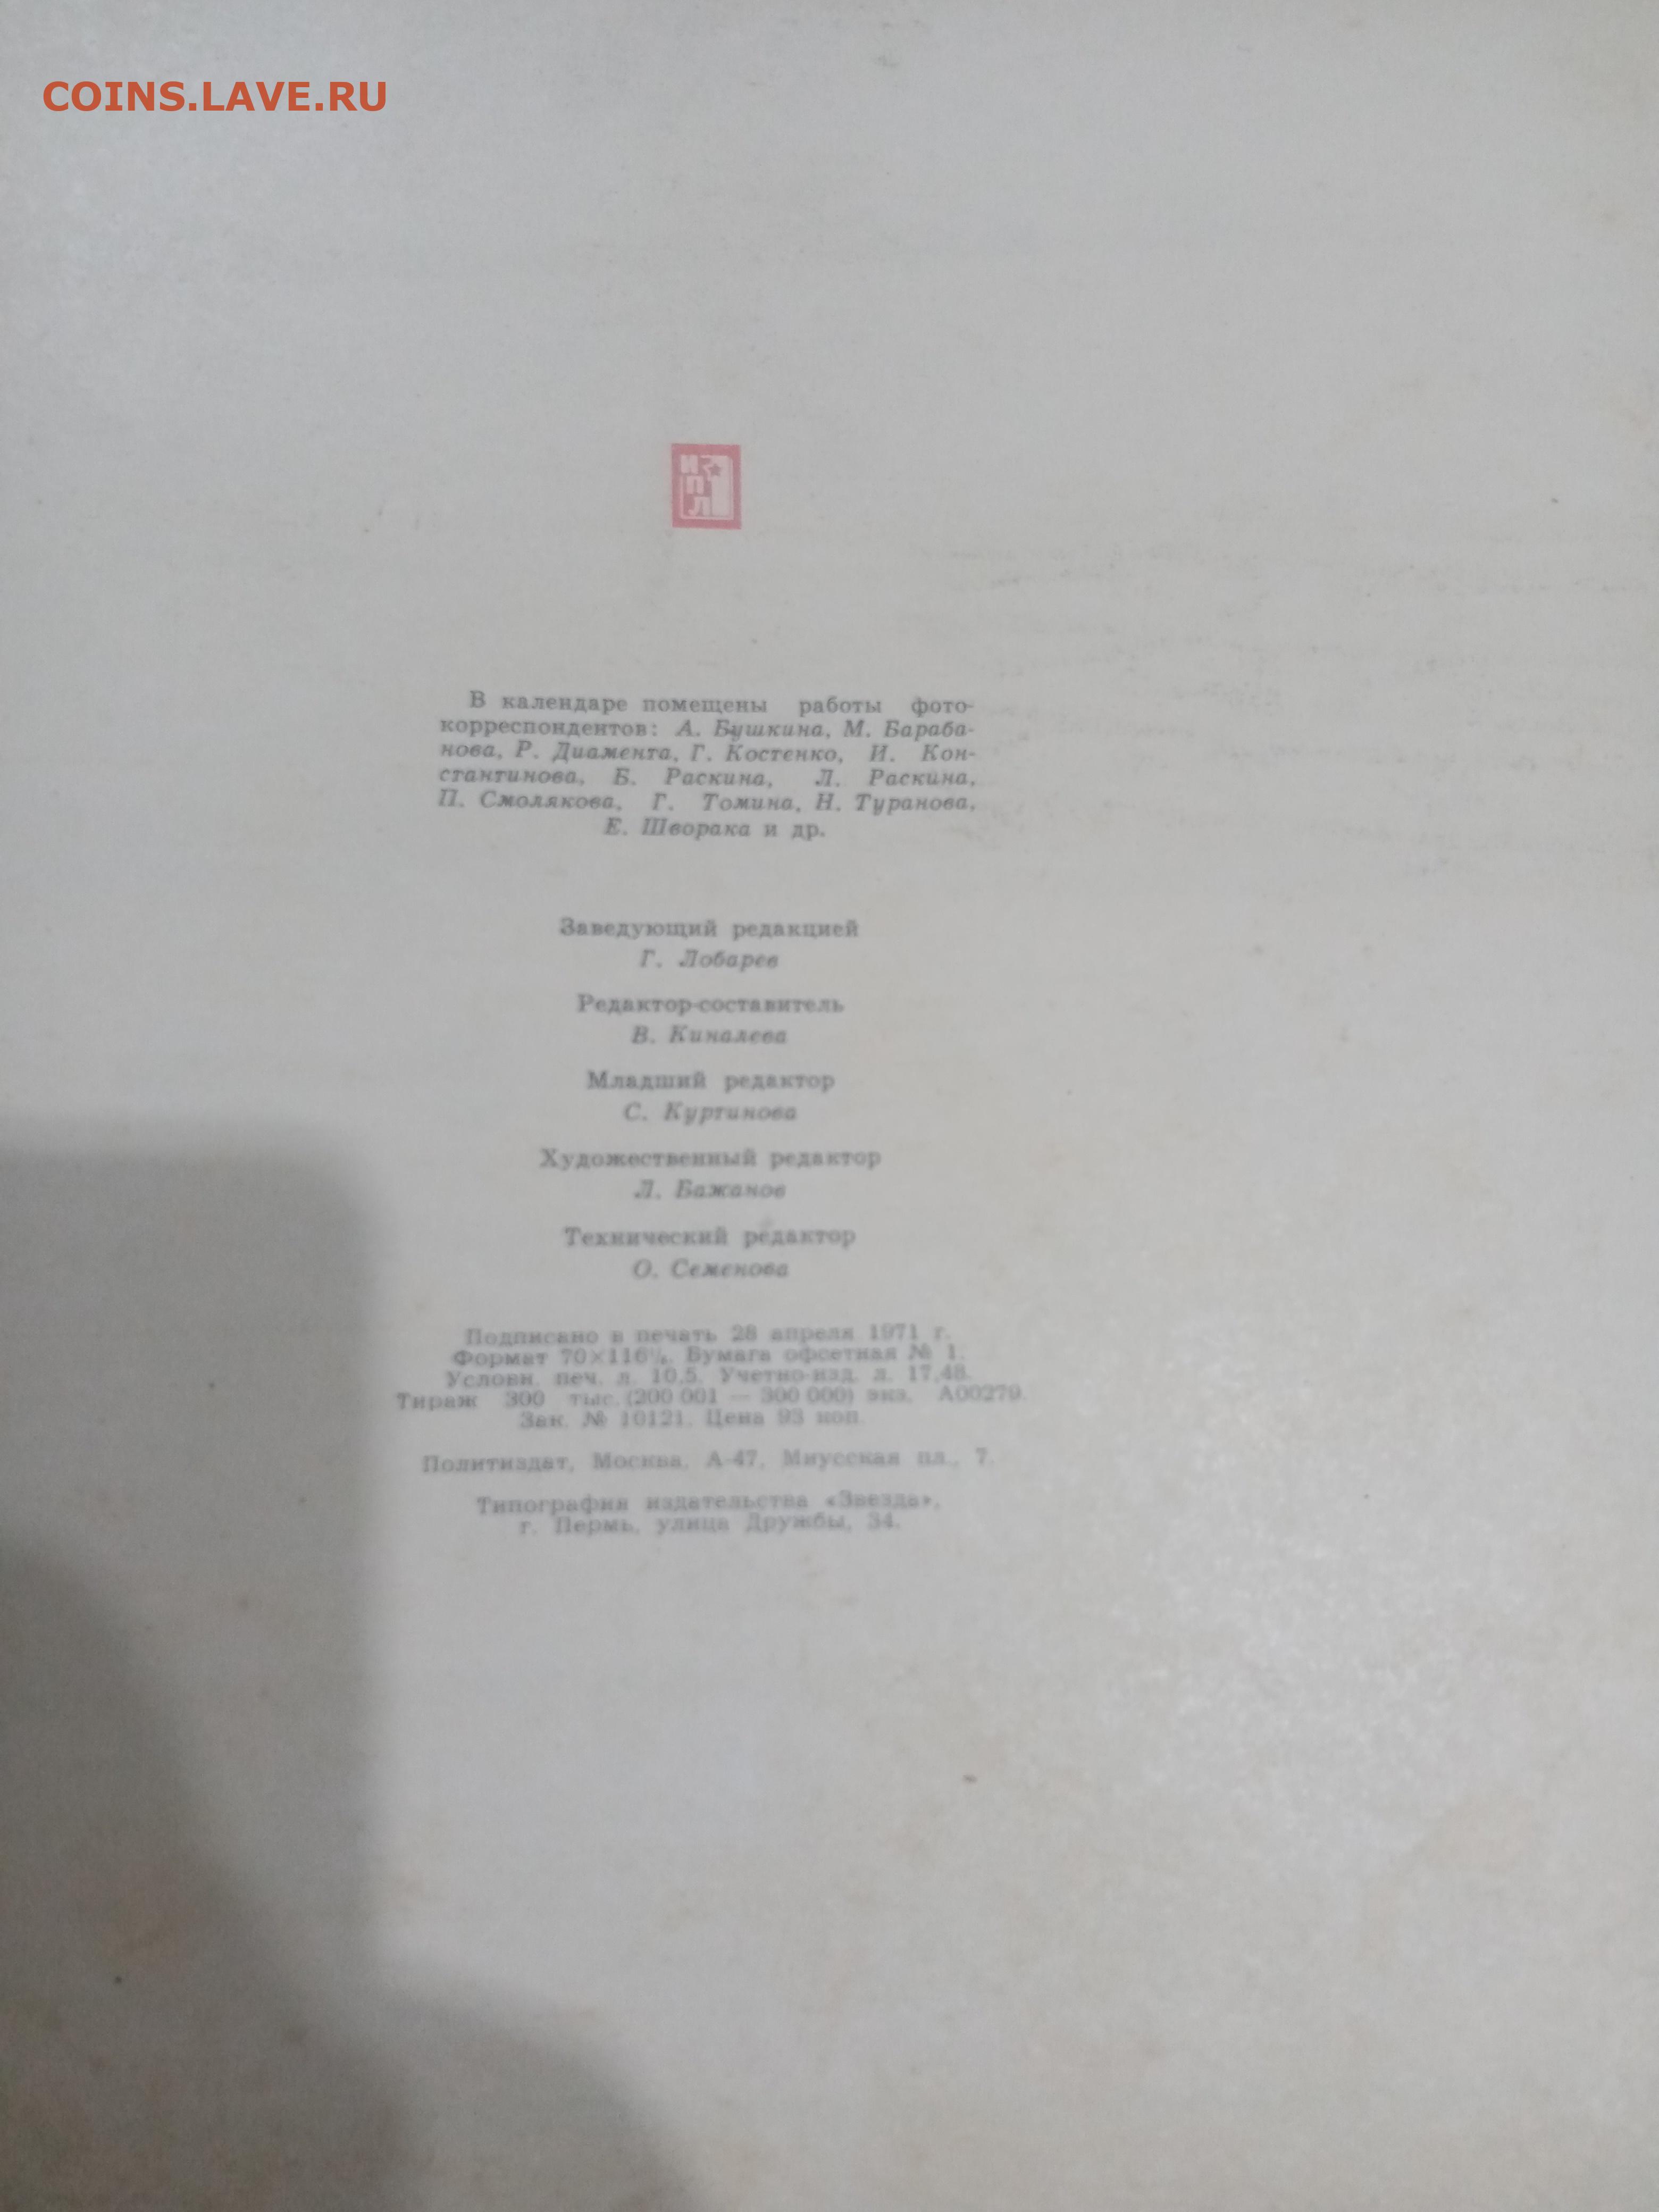 COINS.LAVE.RU
И
П
Л
В календаре помещены работы фото-
корреспондентов: А. Бушкина, М. Бараба-
нова, Р. Диамента, Г. Костенко, И. Кон-
стантинова, Б. Раскина, Л. Раскина,
П. Смолякова, Г. Томина, Н. Туранова,
Е. Шворака и др.
Заведующий редакцией
Г. Лобарев
Редактор-составитель
В. Киналева
Младший редактор
С. Куртинова
Художественный редактор
Л. Бажанов
Технический редактор
О. Семенова
Подписано в печать 28 апреля 1971 г.
Формат 70×116 Бумага офсетная № 1.
Условн. печ. л. 10,5. Учетно-изд. л. 17,48.
Тираж 300 тыс. (200 001 — 300 000) экз. А00279.
Зак. № 10121. Цена 93 коп.
Политиздат, Москва, А-47, Миусская пл., 7.
Типография издательства «Звезда»,
г. Пермь, улица Дружбы, 34.